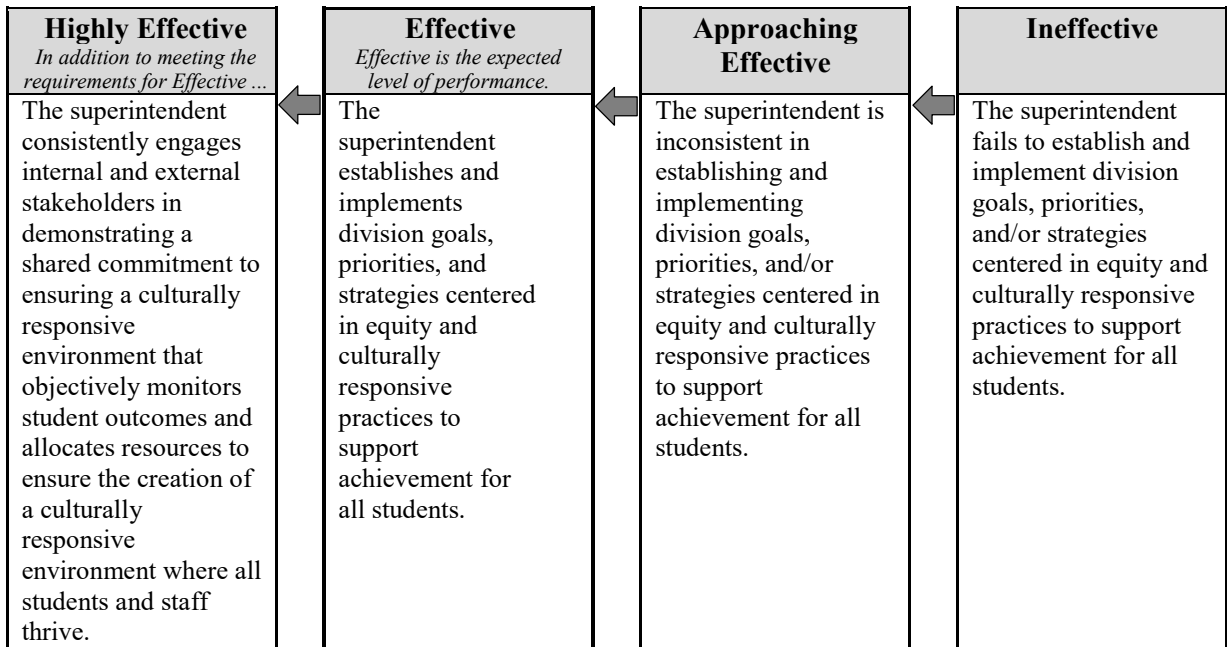 Highly Effective
In addition to meeting the
requirements for Effective ...
The superintendent
consistently engages
internal and external
stakeholders in
demonstrating a
shared commitment to
ensuring a culturally
responsive
environment that
objectively monitors
student outcomes and
allocates resources to
ensure the creation of
a culturally
responsive
environment where all
students and staff
thrive.
Effective
Effective is the expected
level of performance.
The
superintendent
establishes and
implements
division goals,
priorities, and
strategies centered
in equity and
culturally
responsive
practices to
support
achievement for
all students.
Approaching
Effective
The superintendent is
inconsistent in
establishing and
implementing
division goals,
priorities, and/or
strategies centered in
equity and culturally
responsive practices
to support
achievement for all
students.
Ineffective
The superintendent
fails to establish and
implement division
goals, priorities,
and/or strategies
centered in equity and
culturally responsive
practices to support
achievement for all
students.